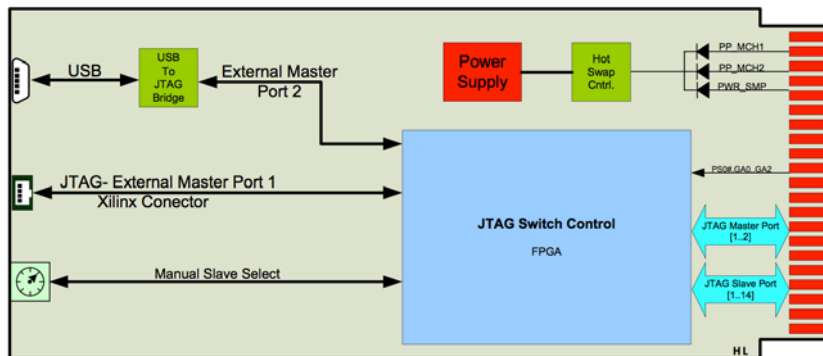 USB
USB
To
JTAG
Bridge
External Master
Port 2
Power
Supply
Hot
Swap
Cntrl.
PP_MCH1
PP_MCH2
PWR_SMP
JTAG- External Master Port 1
Xilinx Conector
Manual Slave Select
JTAG Switch Control
FPGA
PS0#,GA0..GA2
JTAG Master Port
[1..2]
JTAG Slave Port
[1..14]
HL